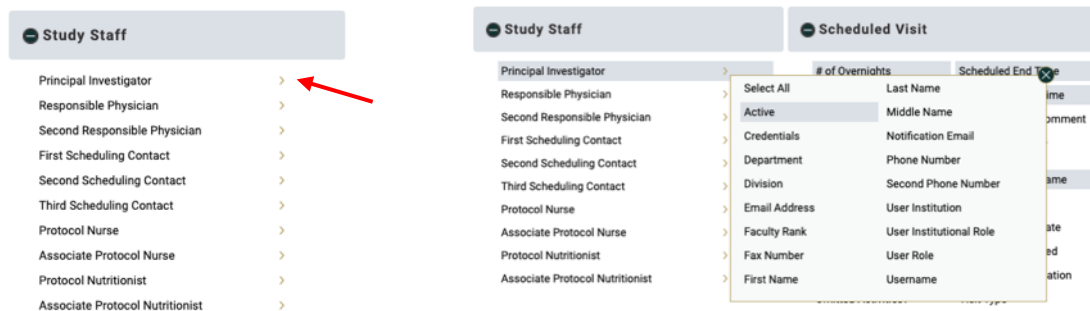 Study Staff
Principal Investigator
Responsible Physician
Second Responsible Physician
First Scheduling Contact
Second Scheduling Contact
Third Scheduling Contact
Protocol Nurse
Associate Protocol Nurse
Protocol Nutritionist
Associate Protocol Nutritionist
Study Staff
Principal Investigator
Responsible Physician
Second Responsible Physician
First Scheduling Contact
Second Scheduling Contact
Third Scheduling Contact
Protocol Nurse
Associate Protocol Nurse
Protocol Nutritionist
Associate Protocol Nutritionist
Scheduled Visit
# of Overnights Scheduled End
Select All
Active
Credentials
Department
Division
Email Address
Faculty Rank
Fax Number
First Name
Last Name
Middle Name
Notification Email
Phone Number
Second Phone Number
User Institution
User Institutional Role
User Role
Username